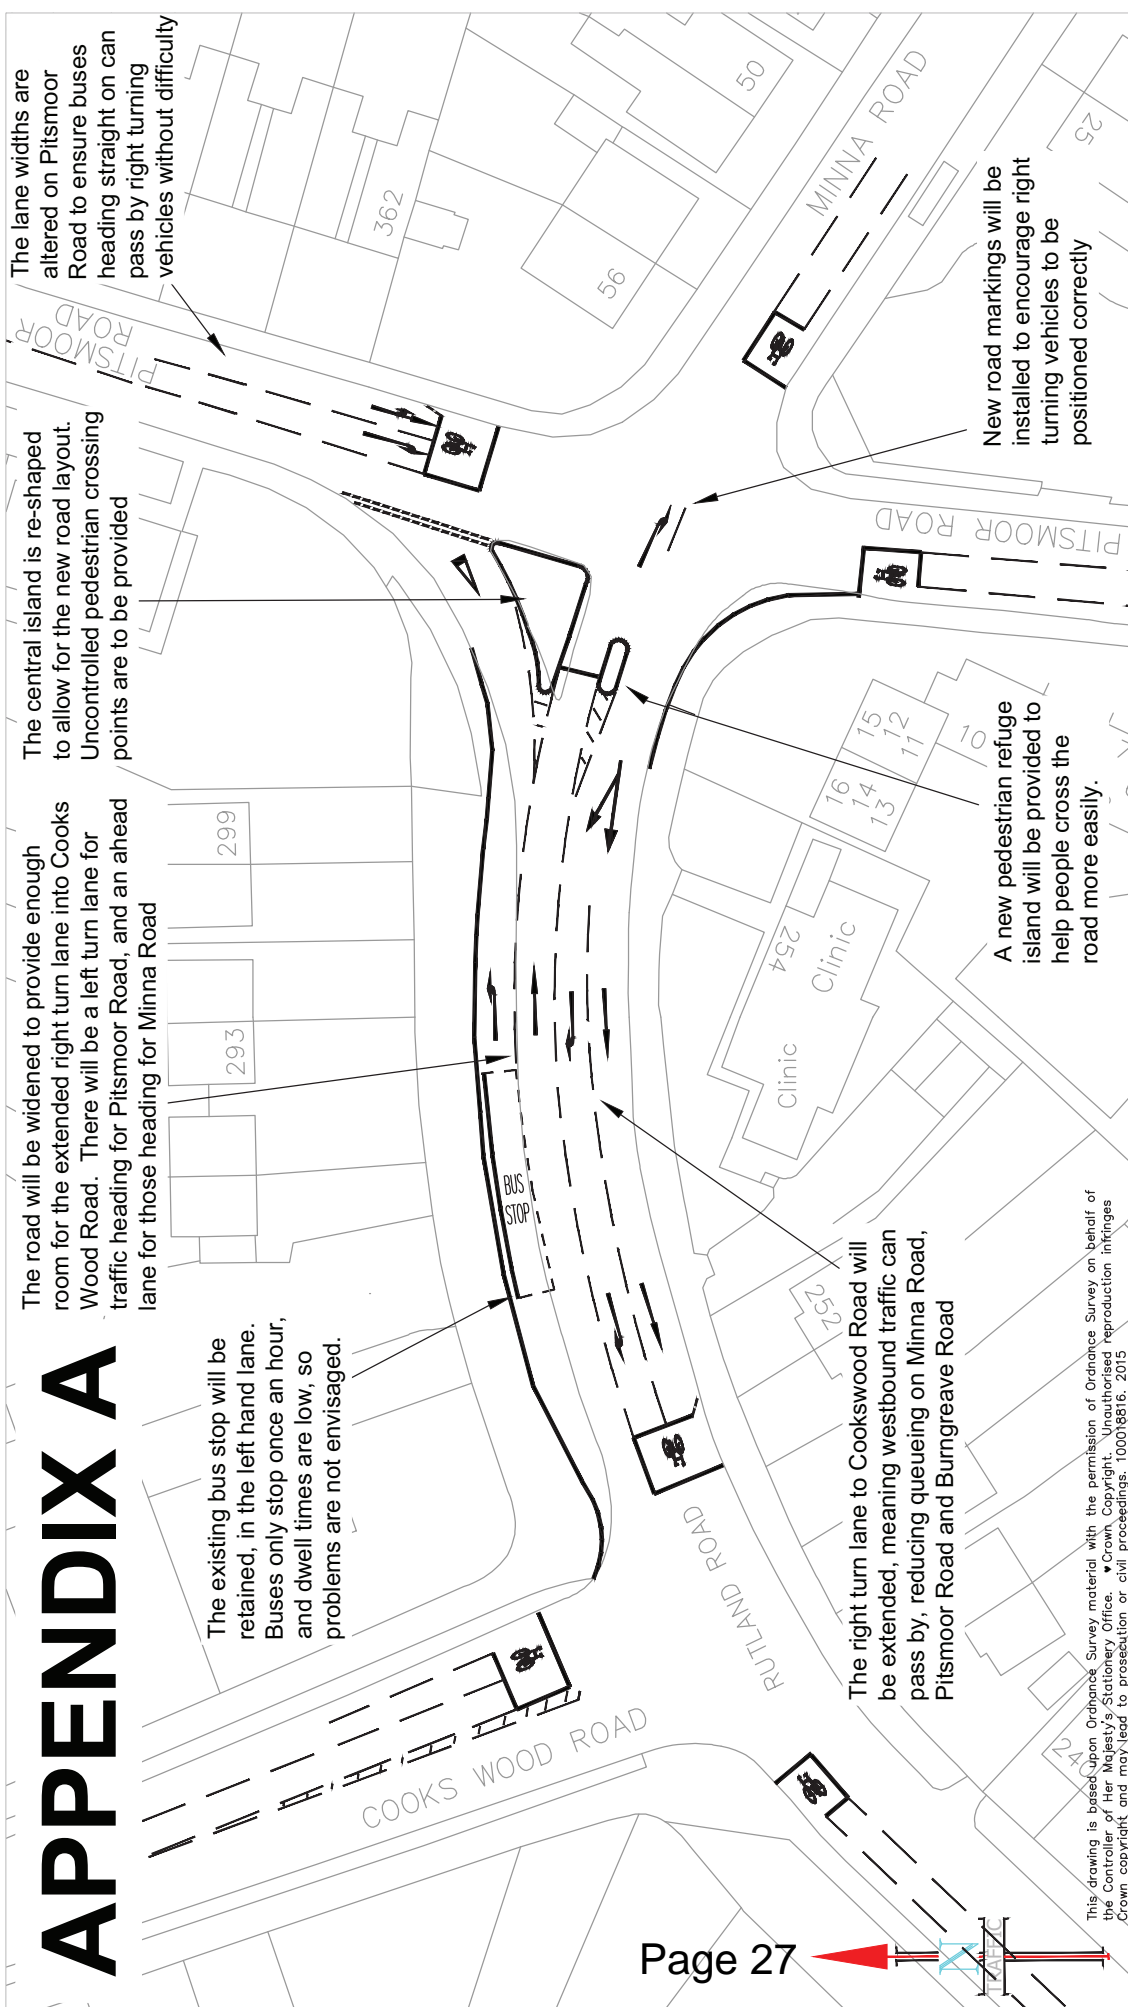 APPENDIX A
The road will be widened to provide enough
room for the extended right turn lane into Cooks
Wood Road. There will be a left turn lane for
traffic heading for Pitsmoor Road, and an ahead
lane for those heading for Minna Road
The central island is re-shaped
to allow for the new road layout.
Uncontrolled pedestrian crossing
points are to be provided
The lane widths are
altered on Pitsmoor
Road to ensure buses
heading straight on can
pass by right turning
vehicles without difficulty
The existing bus stop will be
retained, in the left hand lane.
Buses only stop once an hour,
and dwell times are low, so
problems are not envisaged.
293
299
PITSMOOR
ROAD
362
50
56
MINNA ROAD
25
COOKS WOOD ROAD
BUS
STOP
RUTLAND ROAD
PITSMOOR ROAD
Clinic
254
Clinic
16
14
13
15
12
11
10
252
240
The right turn lane to Cookswood Road will
be extended, meaning westbound traffic can
pass by, reducing queueing on Minna Road,
Pitsmoor Road and Burngreave Road
A new pedestrian refuge
island will be provided to
help people cross the
road more easily.
New road markings will be
installed to encourage right
turning vehicles to be
positioned correctly
Page 27
N
TRAFFIC
This drawing is based upon Ordnance Survey material with the permission of Ordnance Survey on behalf of
the Controller of Her Majesty's Stationery Office. ♥Crown Copyright. Unauthorised reproduction infringes
Crown copyright and may lead to prosecution or civil proceedings. 100018816. 2015